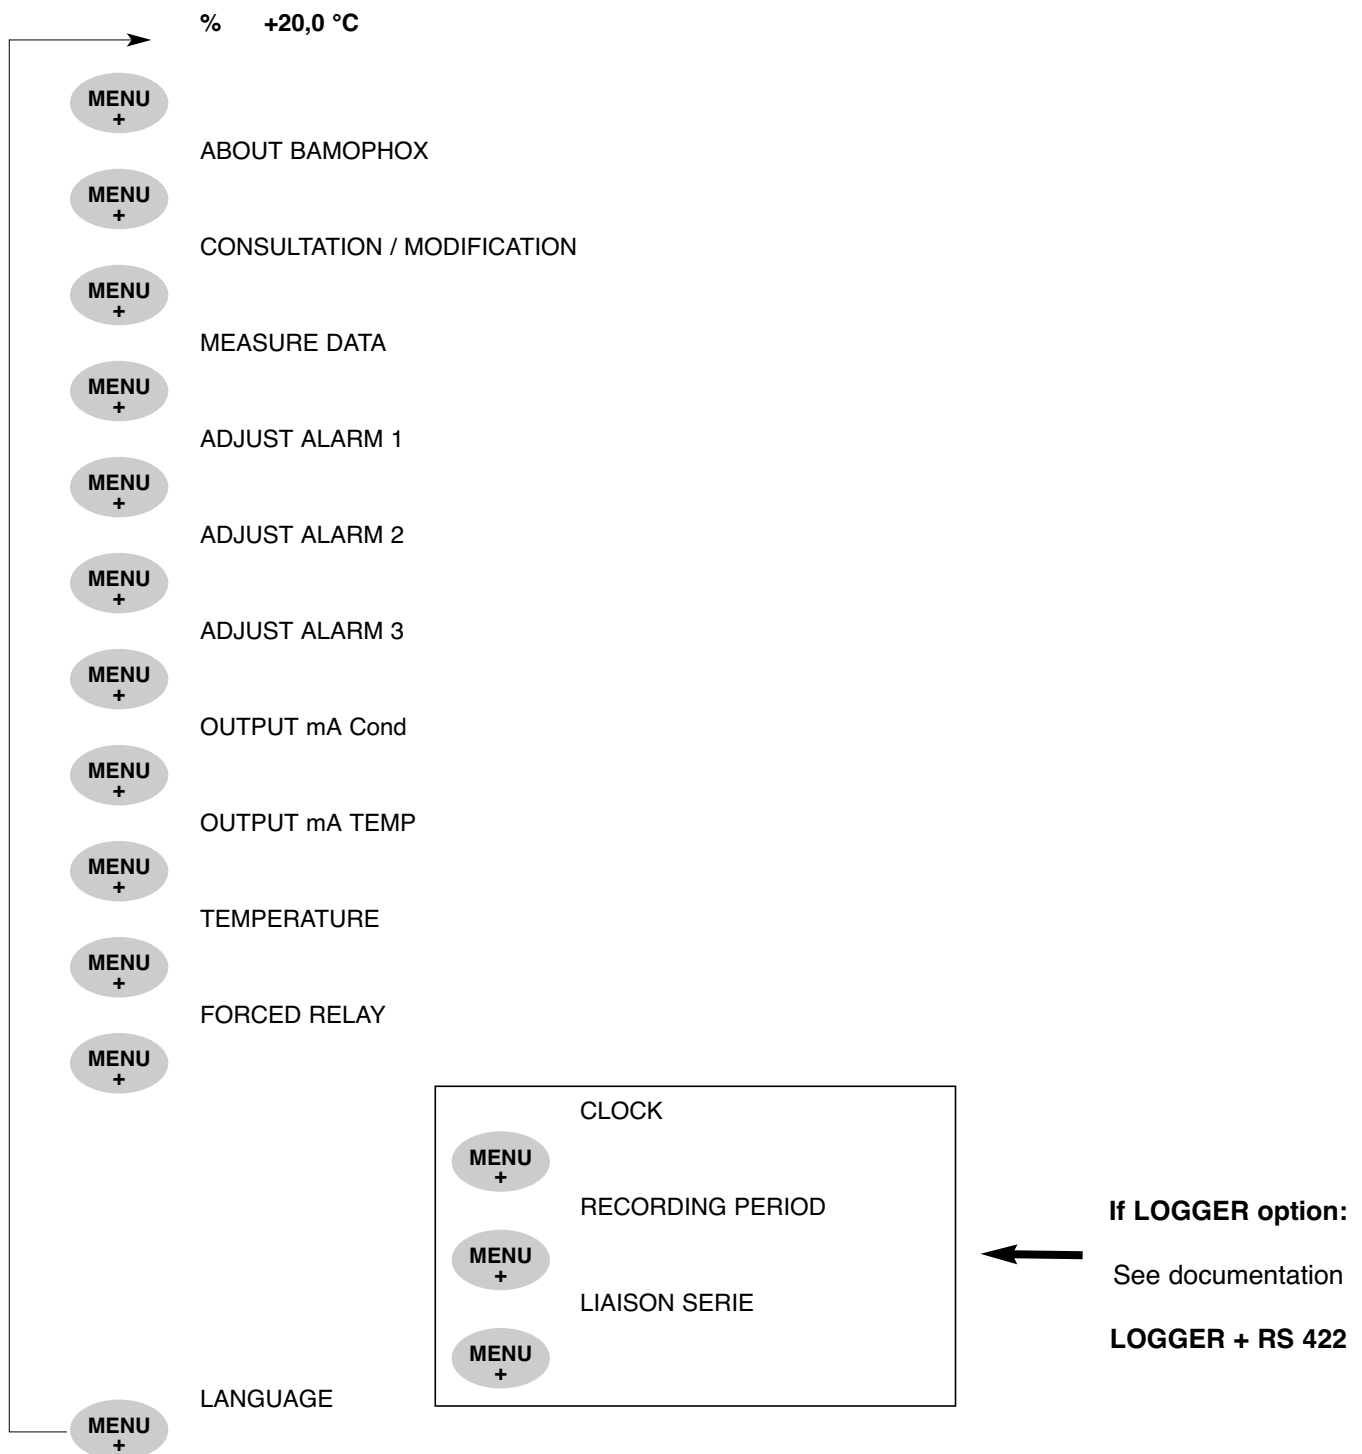 % +20,0 °C
MENU
+
ABOUT BAMOPHOX
MENU
+
CONSULTATION / MODIFICATION
MENU
+
MEASURE DATA
MENU
+
ADJUST ALARM 1
MENU
+
ADJUST ALARM 2
MENU
+
ADJUST ALARM 3
MENU
+
OUTPUT mA Cond
MENU
+
OUTPUT mA TEMP
MENU
+
TEMPERATURE
MENU
+
FORCED RELAY
MENU
+
CLOCK
MENU
+
RECORDING PERIOD
MENU
+
LIAISON SERIE
MENU
+
If LOGGER option:
See documentation
LOGGER + RS 422
LANGUAGE
MENU
+